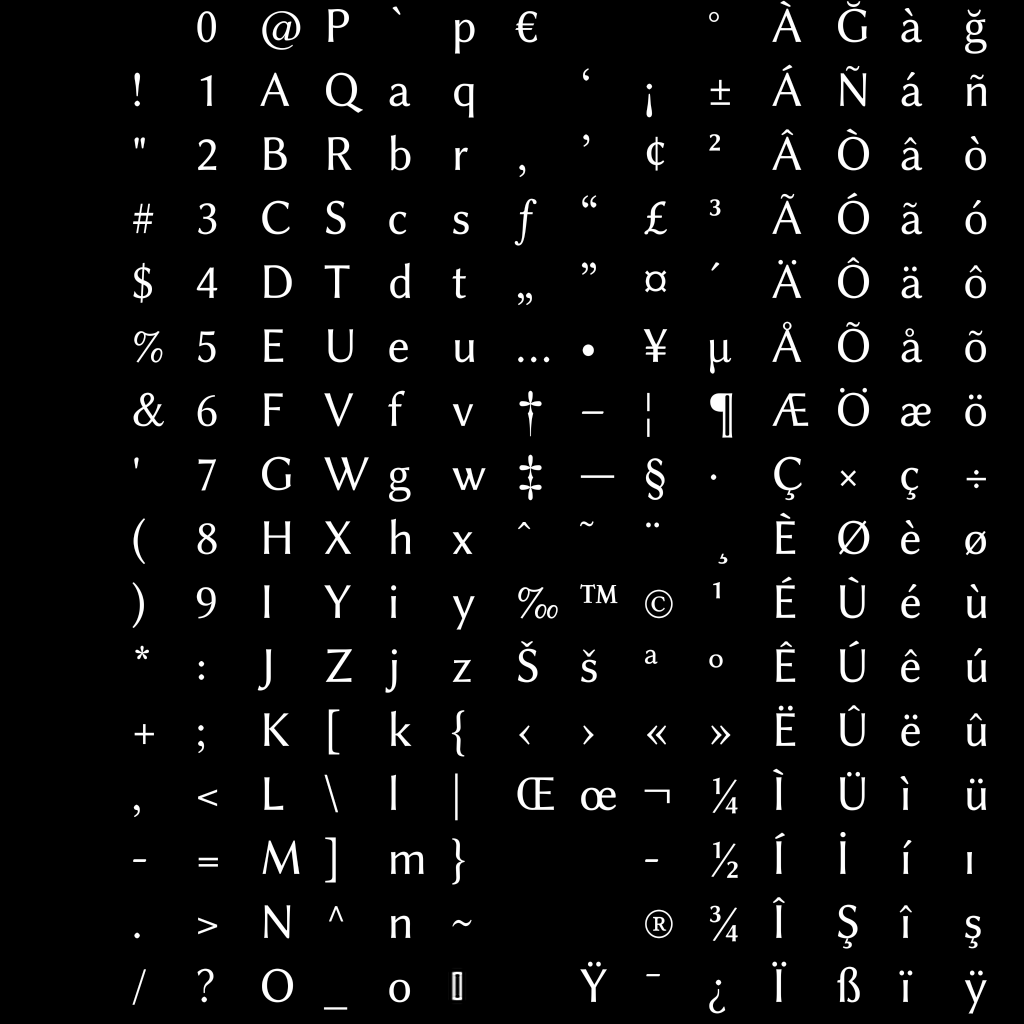 0 @ P ` p € ° À Ğ à ğ
! 1 A Q a q ‘ ¡ ± Á Ñ á ñ
" 2 B R b r ‚ ’ ¢ ² Â Ò â ò
# 3 C S c s ƒ “ £ ³ Ã Ó ã ó
$ 4 D T d t „ ” ¤ ´ Ä Ô ä ô
% 5 E U e u … • ¥ µ Å Õ å õ
& 6 F V f v † – ¦ ¶ Æ Ö æ ö
' 7 G W g w ‡ — § · Ç × ç ÷
( 8 H X h x ˆ ˜ ¨ ¸ È Ø è ø
) 9 I Y i y ‰ ™ © ¹ É Ù é ù
* : J Z j z Š š ª º Ê Ú ê ú
+ ; K [ k { ‹ › « » Ë Û ë û
, < L \ l | Œ œ ¬ ¼ Ì Ü ì ü
- = M ] m } - ½ Í İ í ı
. > N ^ n ~ ® ¾ Î Ş î ş
/ ? O _ o ▯ Ÿ ¯ ¿ Ï ß ï ÿ